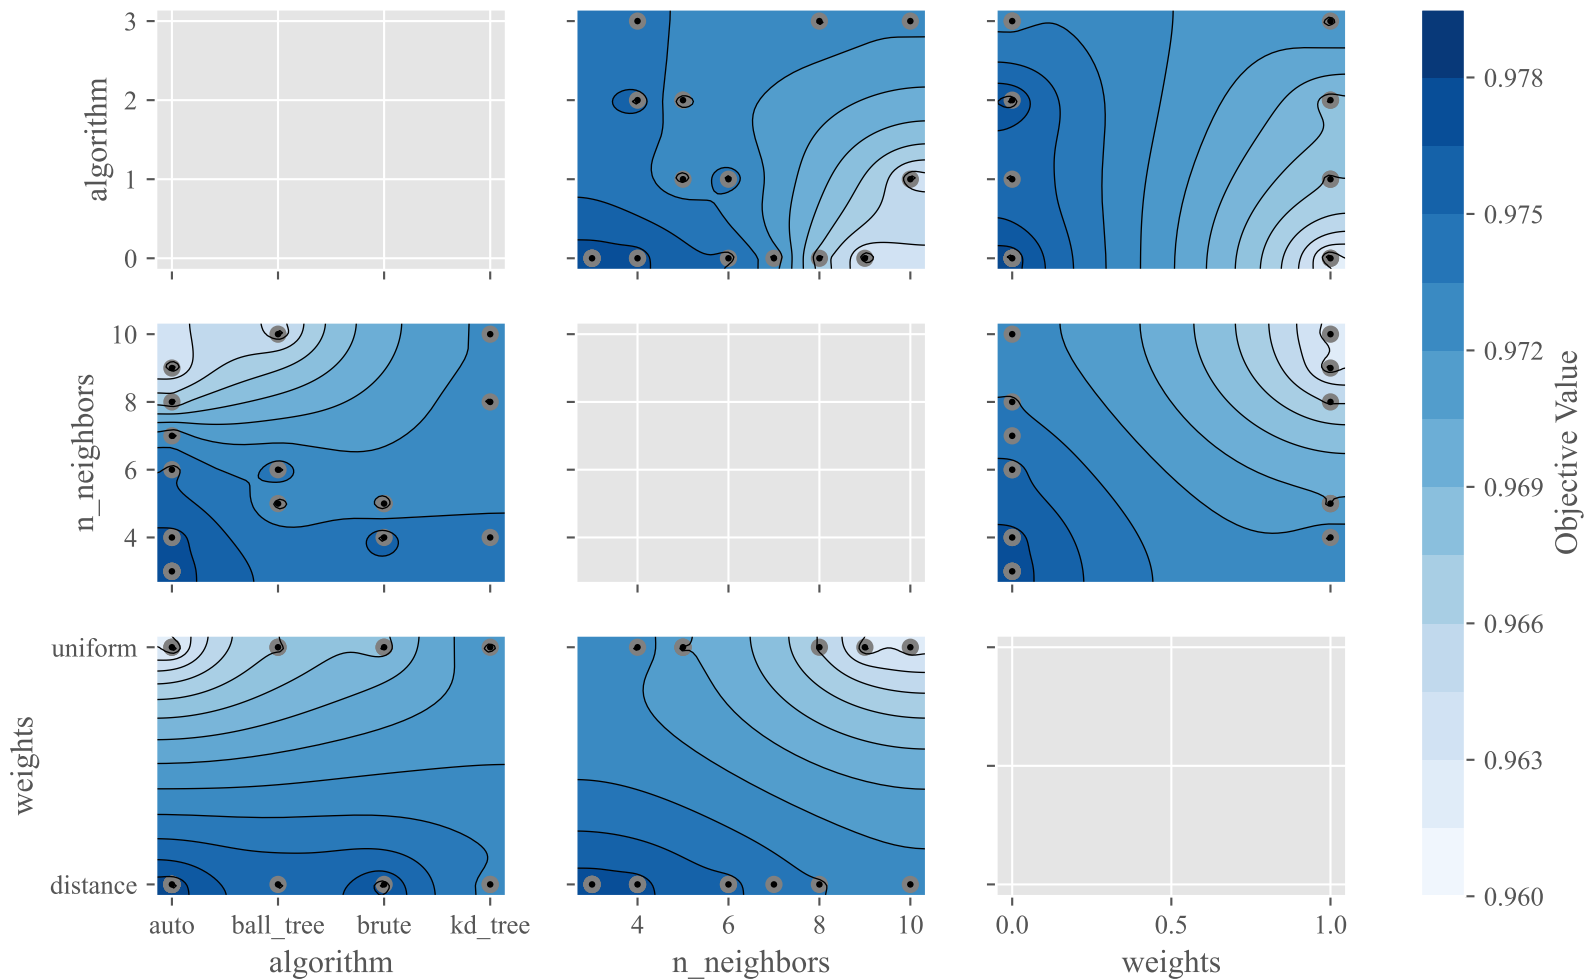 3
2
1
0
algorithm
10
8
6
4
n_neighbors
uniform
distance
weights
auto
ball_tree
brute
kd_tree
algorithm
4
6
8
10
n_neighbors
0.0
0.5
1.0
weights
0.978
0.975
0.972
0.969
0.966
0.963
0.960
Objective Value